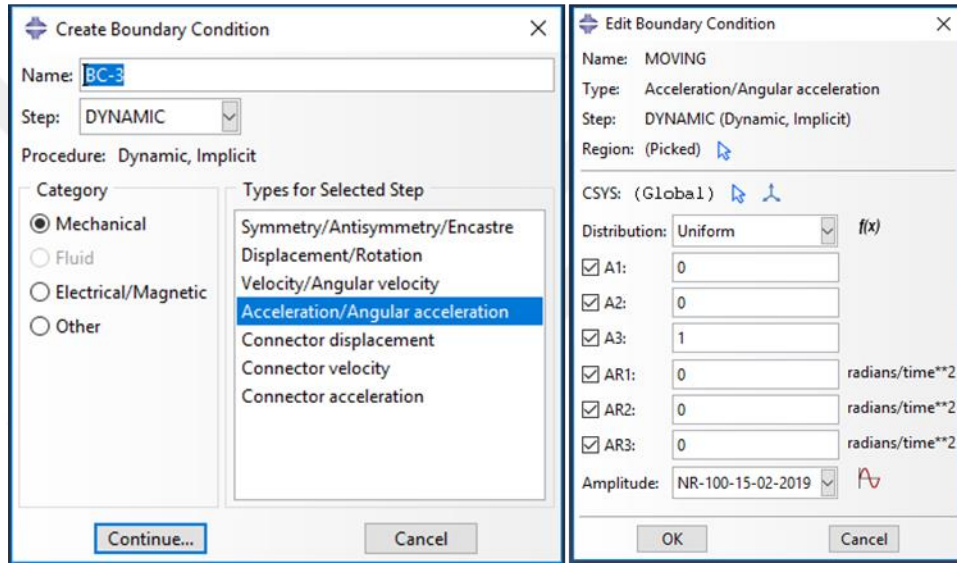 Create Boundary Condition
Name: BC-3
Step: DYNAMIC
Procedure: Dynamic, Implicit
Category
Mechanical
Fluid
Electrical/Magnetic
Other
Types for Selected Step
Symmetry/Antisymmetry/Encastre
Displacement/Rotation
Velocity/Angular velocity
Acceleration/Angular acceleration
Connector displacement
Connector velocity
Connector acceleration
Continue... Cancel
Edit Boundary Condition
Name: MOVING
Type: Acceleration/Angular acceleration
Step: DYNAMIC (Dynamic, Implicit)
Region: (Picked)
CSYS: (Global)
Distribution: Uniform f(x)
A1: 0
A2: 0
A3: 1
AR1: 0 radians/time**2
AR2: 0 radians/time**2
AR3: 0 radians/time**2
Amplitude: NR-100-15-02-2019
OK Cancel